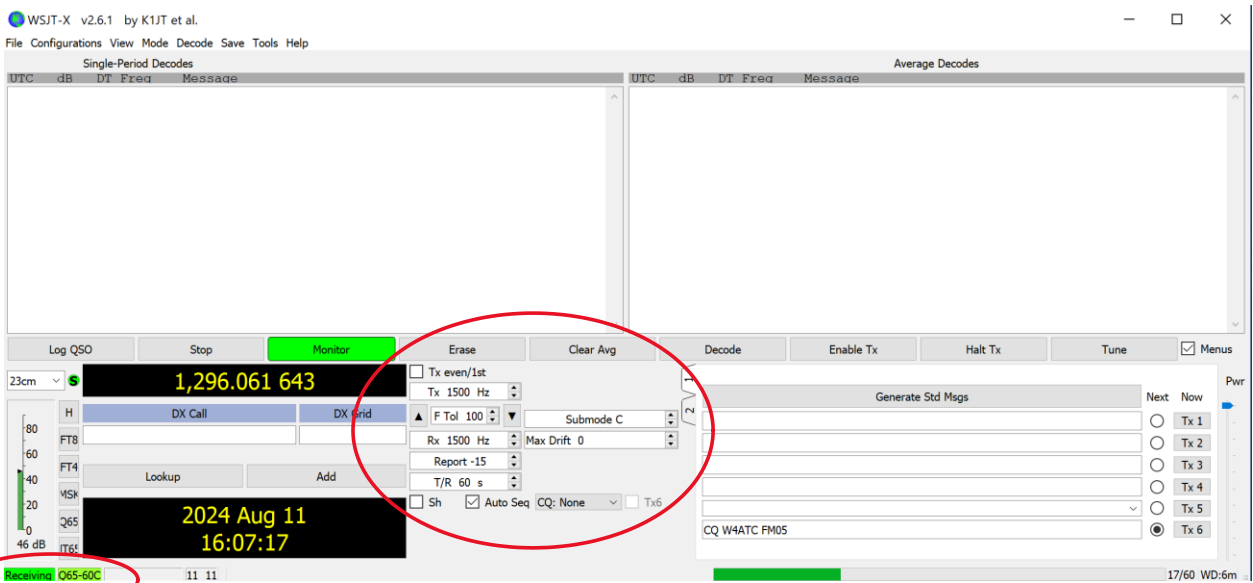 WSJT-X v2.6.1 by K1JT et al.
File Configurations View Mode Decode Save Tools Help
Single-Period Decodes
Average Decodes
UTC dB DT Freq Message
UTC dB DT Freq Message
Log QSO Stop Monitor Erase Clear Avg Decode Enable Tx Halt Tx Tune Menus
23cm S 1,296.061 643
Tx even/1st
Tx 1500 Hz
F Tol 100
Submode C
Rx 1500 Hz
Max Drift 0
Report -15
T/R 60 s
Sh Auto Seq CQ: None Tx6
DX Call DX Grid
Lookup Add
2024 Aug 11
16:07:17
H
FT8
FT4
MSK
Q65
JT65
80
60
40
20
0
46 dB
1
2
Generate Std Msgs Next Now Pwr
Tx 1
Tx 2
Tx 3
Tx 4
Tx 5
CQ W4ATC FM05 Tx 6
Receiving Q65-60C 11 11 17/60 WD:6m